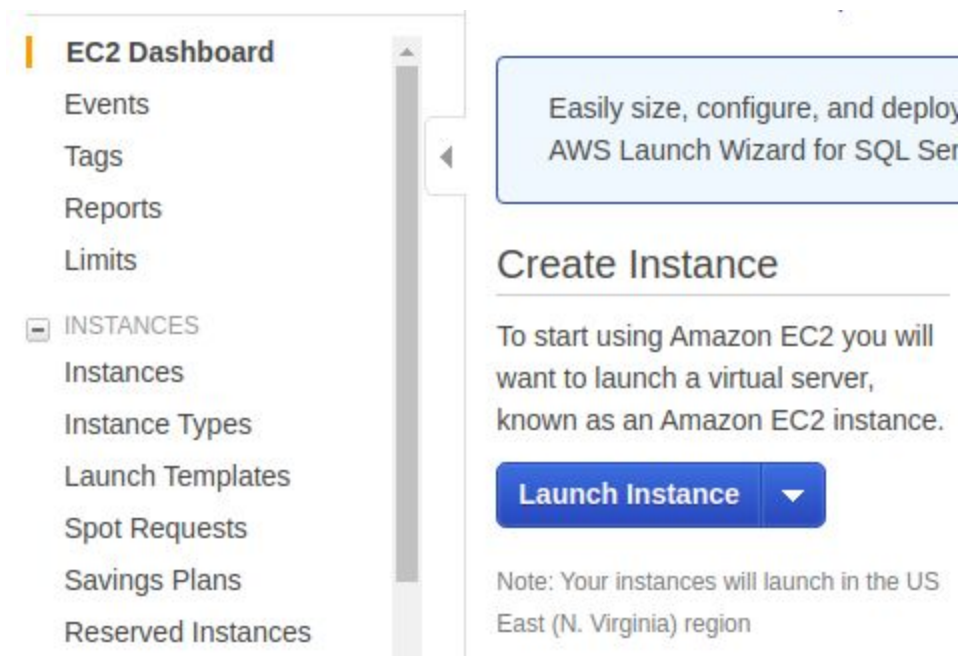 EC2 Dashboard
Events
Tags
Reports
Limits
INSTANCES
Instances
Instance Types
Launch Templates
Spot Requests
Savings Plans
Reserved Instances
Easily size, configure, and deploy
AWS Launch Wizard for SQL Ser
Create Instance
To start using Amazon EC2 you will
want to launch a virtual server,
known as an Amazon EC2 instance.
Launch Instance
Note: Your instances will launch in the US
East (N. Virginia) region